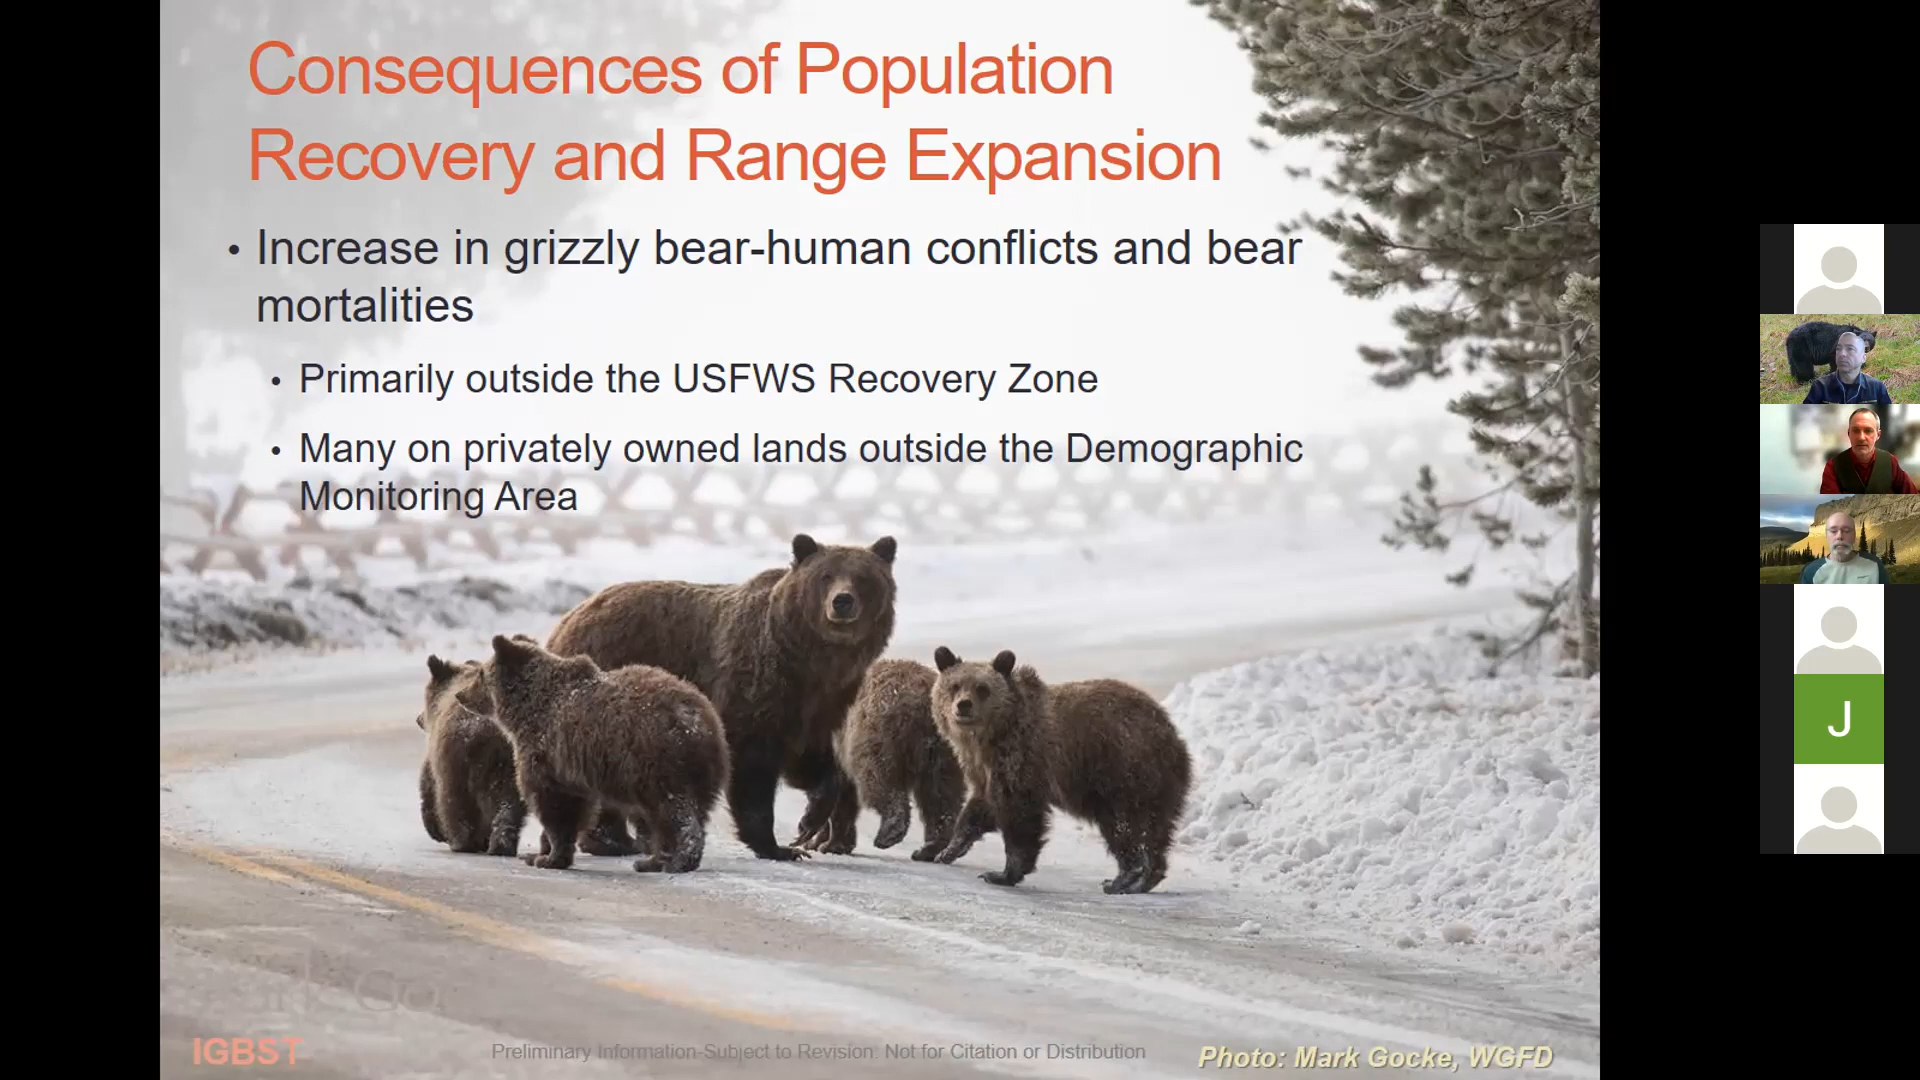 Consequences of Population
Recovery and Range Expansion
• Increase in grizzly bear-human conflicts and bear
mortalities
• Primarily outside the USFWS Recovery Zone
• Many on privately owned lands outside the Demographic
Monitoring Area
IGBST
Preliminary Information-Subject to Revision. Not for Citation or Distribution
Photo: Mark Gocke, WGFD
J